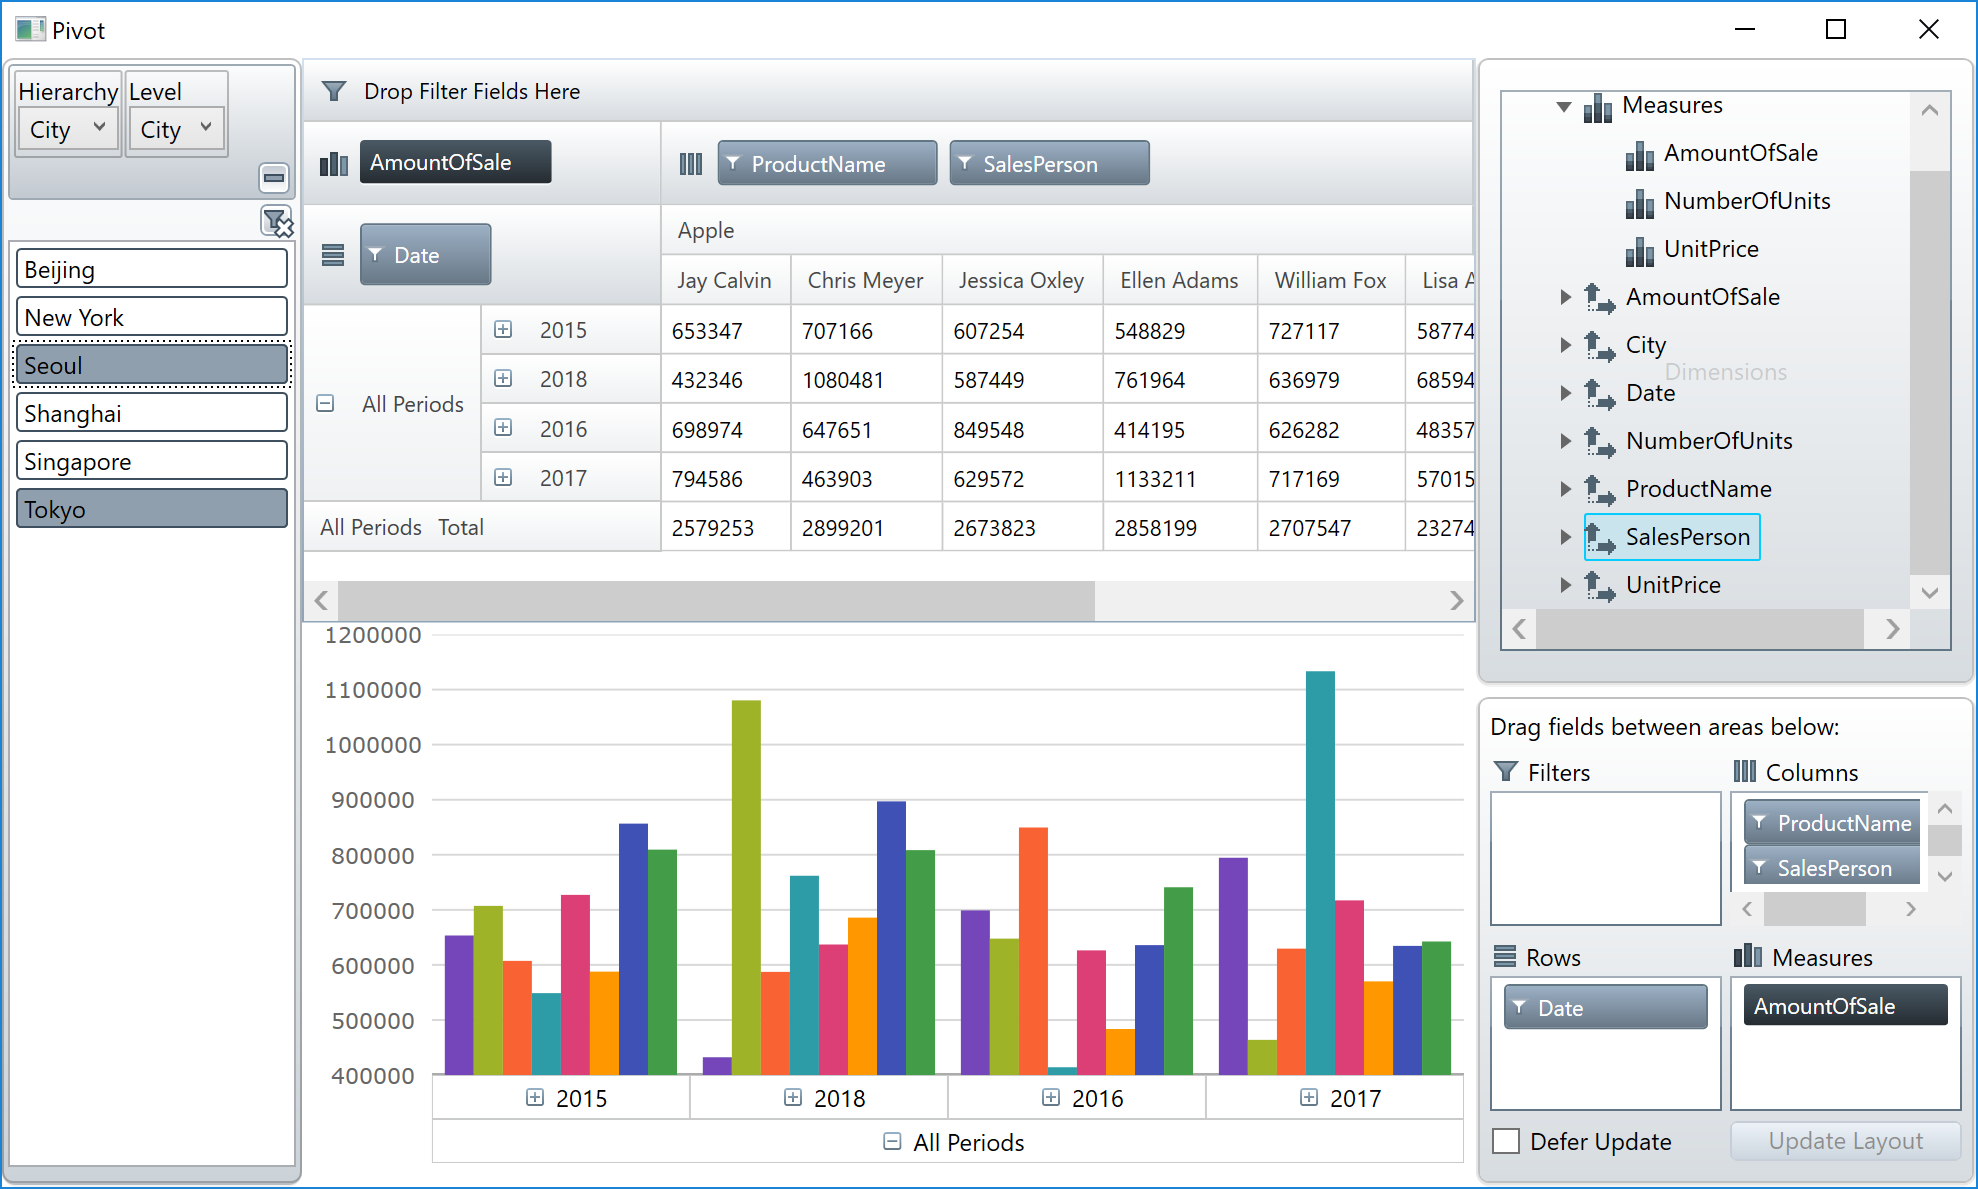 Pivot
Hierarchy Level
City City
Beijing
New York
Seoul
Shanghai
Singapore
Tokyo
Drop Filter Fields Here
AmountOfSale ProductName SalesPerson
Date
Apple
Jay Calvin Chris Meyer Jessica Oxley Ellen Adams William Fox Lisa A
All Periods
2015 653347 707166 607254 548829 727117 58774
2018 432346 1080481 587449 761964 636979 68594
2016 698974 647651 849548 414195 626282 48357
2017 794586 463903 629572 1133211 717169 57015
All Periods Total 2579253 2899201 2673823 2858199 2707547 23274
1200000
1100000
1000000
900000
800000
700000
600000
500000
400000
2015 2018 2016 2017
All Periods
Measures
AmountOfSale
NumberOfUnits
UnitPrice
AmountOfSale
City
Dimensions
Date
NumberOfUnits
ProductName
SalesPerson
UnitPrice
Drag fields between areas below:
Filters
Columns
ProductName
SalesPerson
Rows
Date
Measures
AmountOfSale
Defer Update
Update Layout